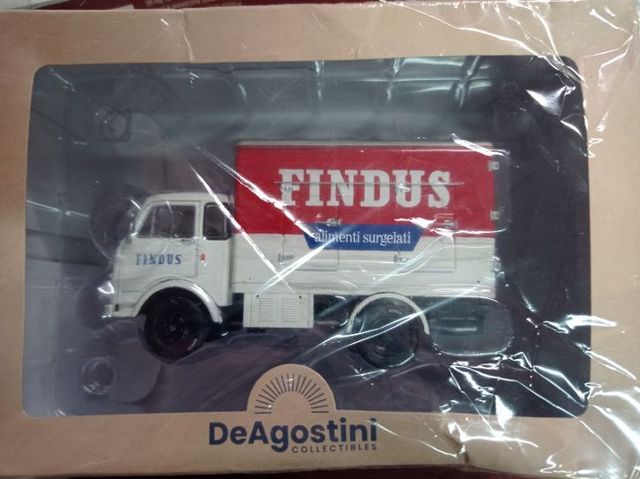 FINDUS
alimenti surgelati
FINDUS
DeAgostini
COLLECTIBLES